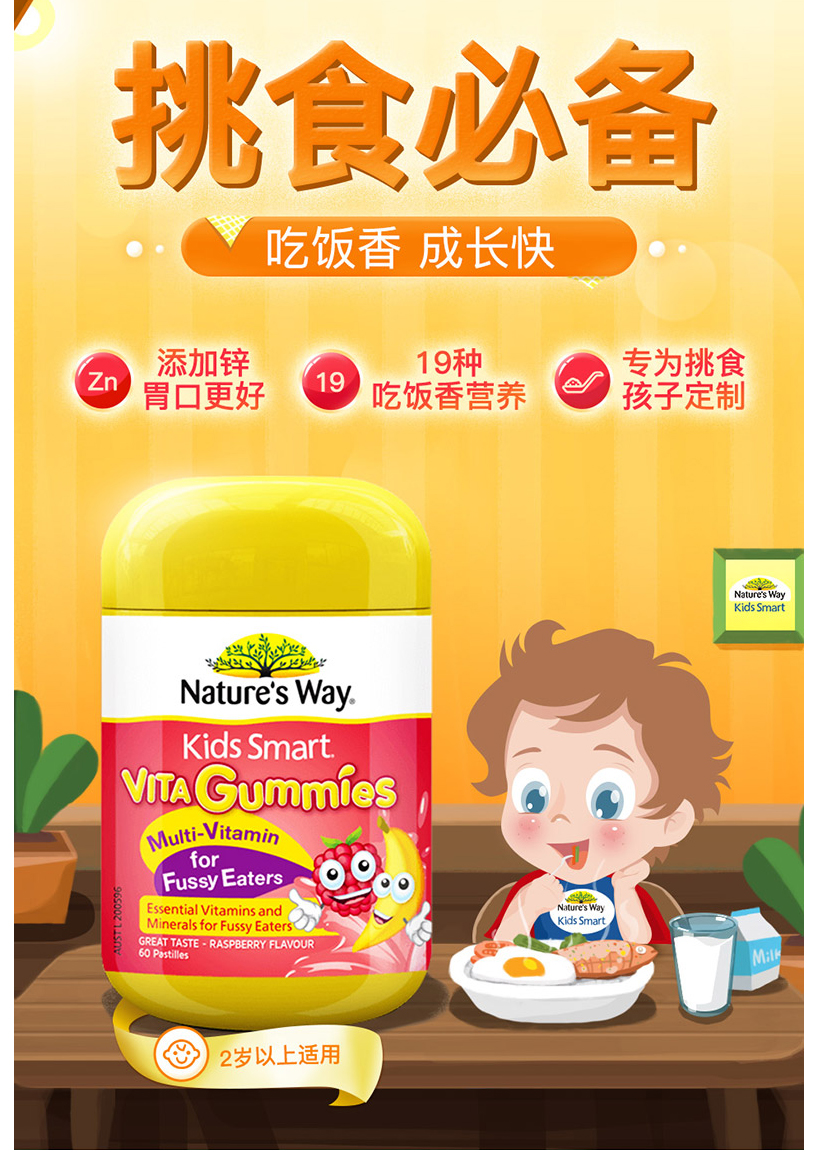 挑食必备
吃饭香 成长快
Zn
添加锌
胃口更好
19
19种
吃饭香营养
专为挑食
孩子定制
Nature's Way
Kids Smart
Nature's Way®
Kids Smart®
VITA Gummies
Multi-Vitamin
for
Fussy Eaters
Essential Vitamins and
Minerals for Fussy Eaters
GREAT TASTE - RASPBERRY FLAVOUR
60 Pastilles
AUST L 200596
Nature's Way
Kids Smart
Milk
2岁以上适用